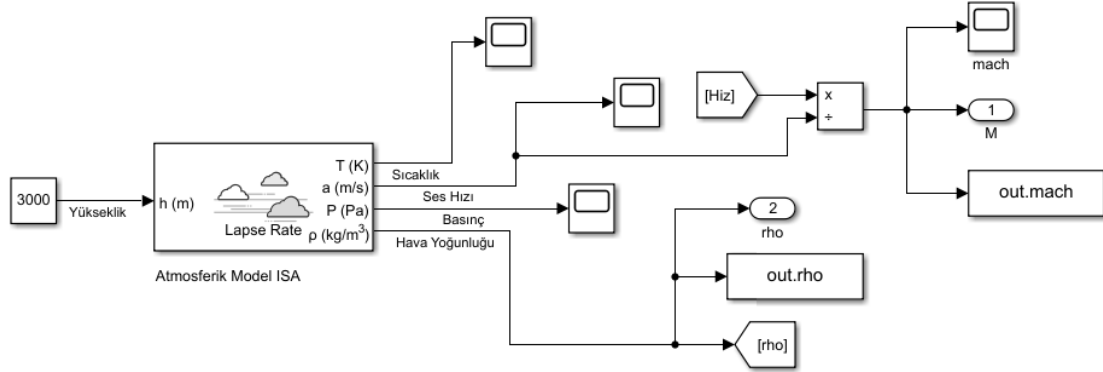 mach
[Hiz]
x
÷
1
M
T (K)
Sıcaklık
a (m/s)
Ses Hızı
3000
Yükseklik
h (m)
P (Pa)
Basınç
Lapse Rate
ρ (kg/m³)
Hava Yoğunluğu
Atmosferik Model ISA
out.mach
2
rho
out.rho
[rho]